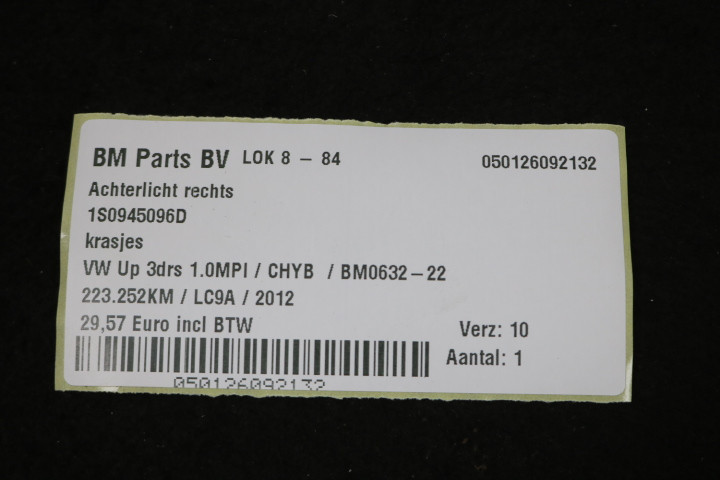 BM Parts BV LOK 8 - 84 050126092132
Achterlicht rechts
1S0945096D
krasjes
VW Up 3drs 1.0MPI / CHYB / BM0632-22
223.252KM / LC9A / 2012
29,57 Euro incl BTW Verz: 10
Aantal: 1
050126092132